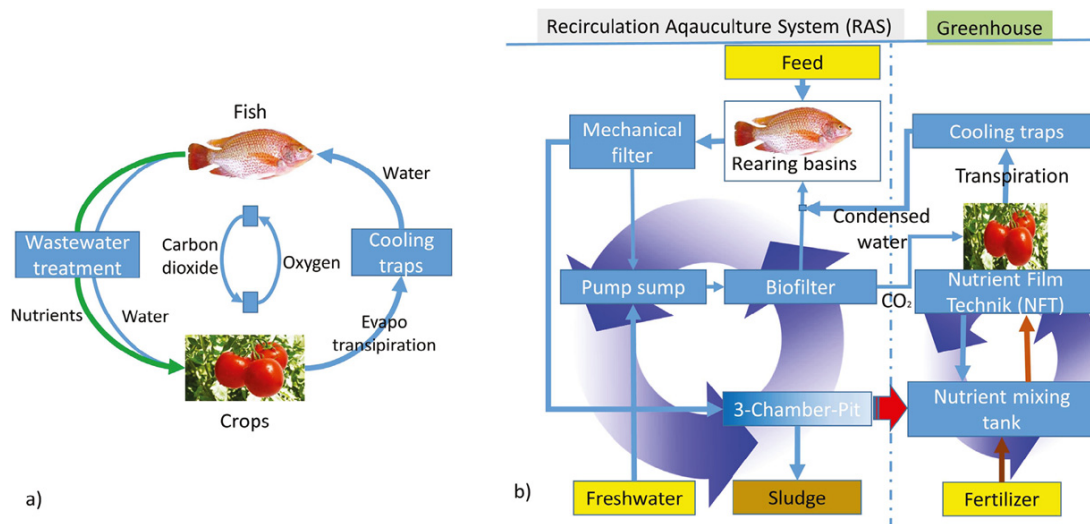 Fish
Water
Wastewater
treatment
Carbon
dioxide
Oxygen
Cooling
traps
Nutrients
Water
Evapo
transipiration
Crops
a)
Recirculation Aqauculture System (RAS)
Greenhouse
Feed
Mechanical
filter
Rearing basins
Cooling traps
Transpiration
Condensed
water
Pump sump
Biofilter
CO₂
Nutrient Film
Technik (NFT)
3-Chamber-Pit
Nutrient mixing
tank
b)
Freshwater
Sludge
Fertilizer